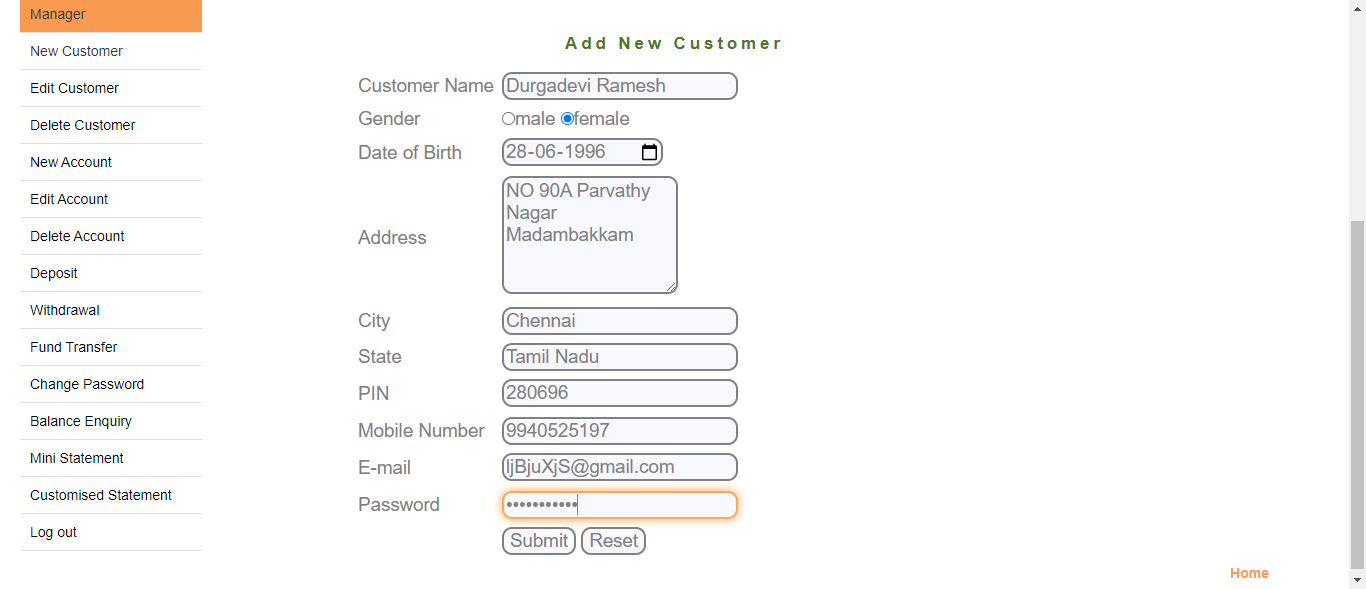 Manager
New Customer
Edit Customer
Delete Customer
New Account
Edit Account
Delete Account
Deposit
Withdrawal
Fund Transfer
Change Password
Balance Enquiry
Mini Statement
Customised Statement
Log out
Add New Customer
Customer Name Durgadevi Ramesh
Gender male female
Date of Birth 28-06-1996
Address
NO 90A Parvathy
Nagar
Madambakkam
City Chennai
State Tamil Nadu
PIN 280696
Mobile Number 9940525197
E-mail ljBjuXjS@gmail.com
Password •••••••••••
Submit Reset
Home